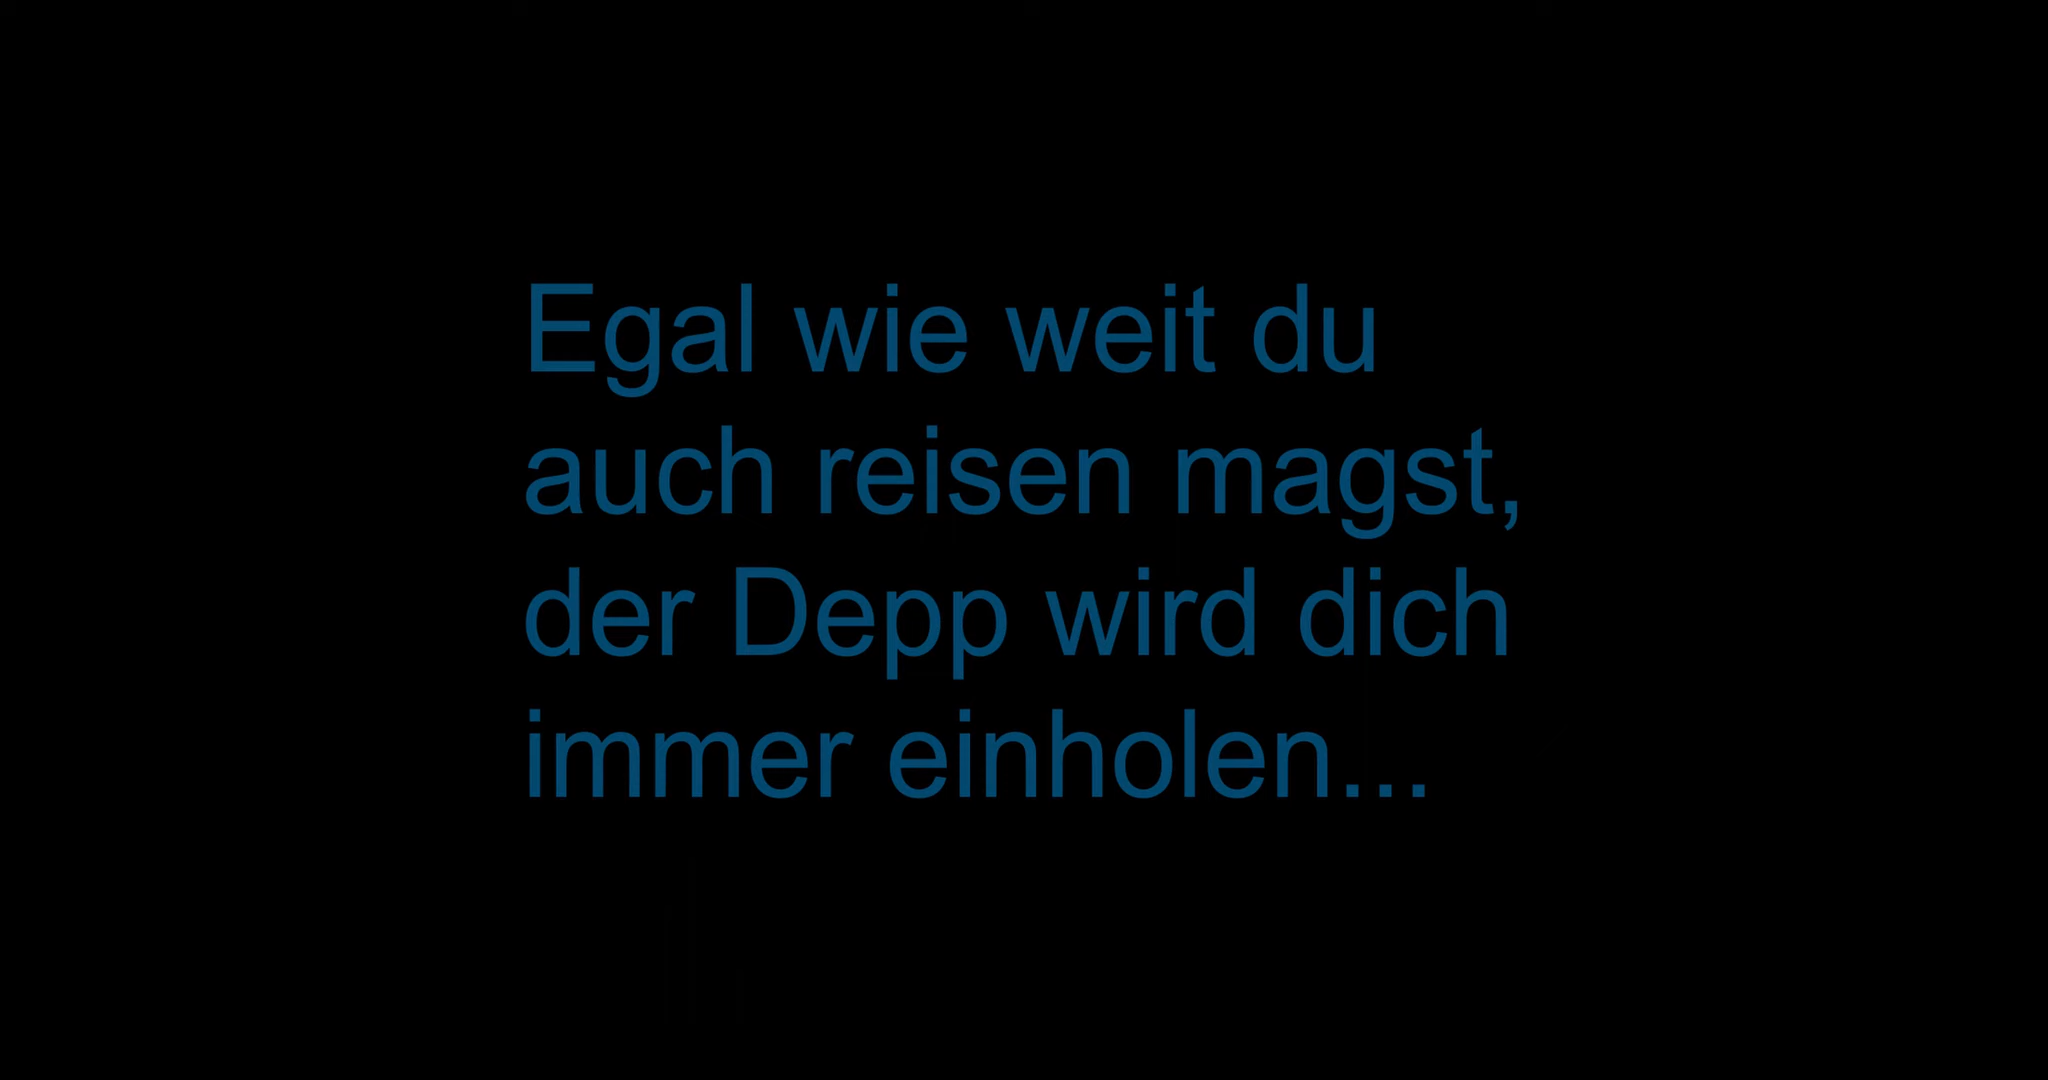 Egal wie weit du
auch reisen magst,
der Depp wird dich
immer einholen...